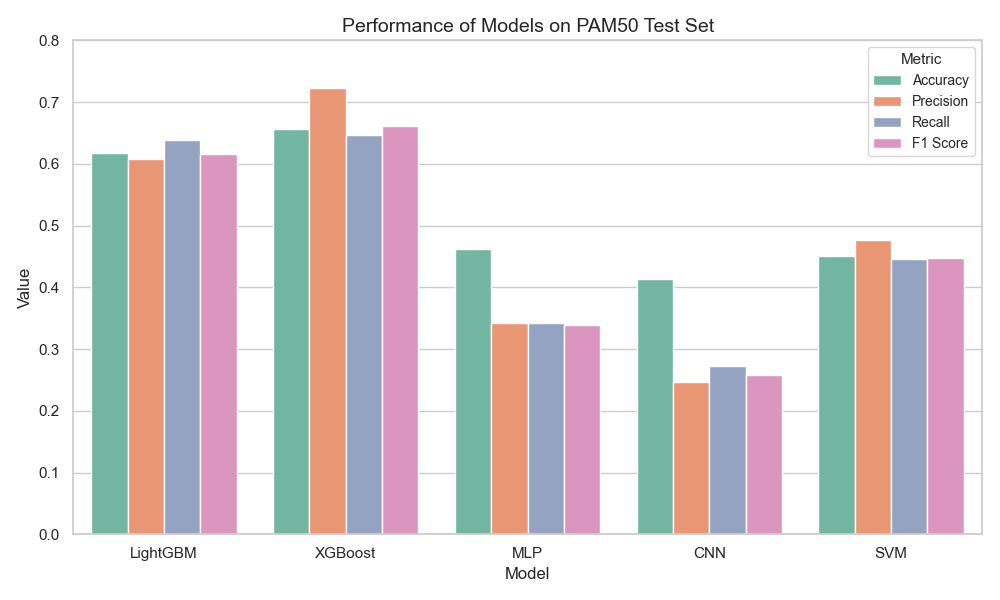 Performance of Models on PAM50 Test Set
0.8
0.7
0.6
0.5
0.4
0.3
0.2
0.1
0.0
Value
Metric
Accuracy
Precision
Recall
F1 Score
LightGBM
XGBoost
MLP
CNN
SVM
Model